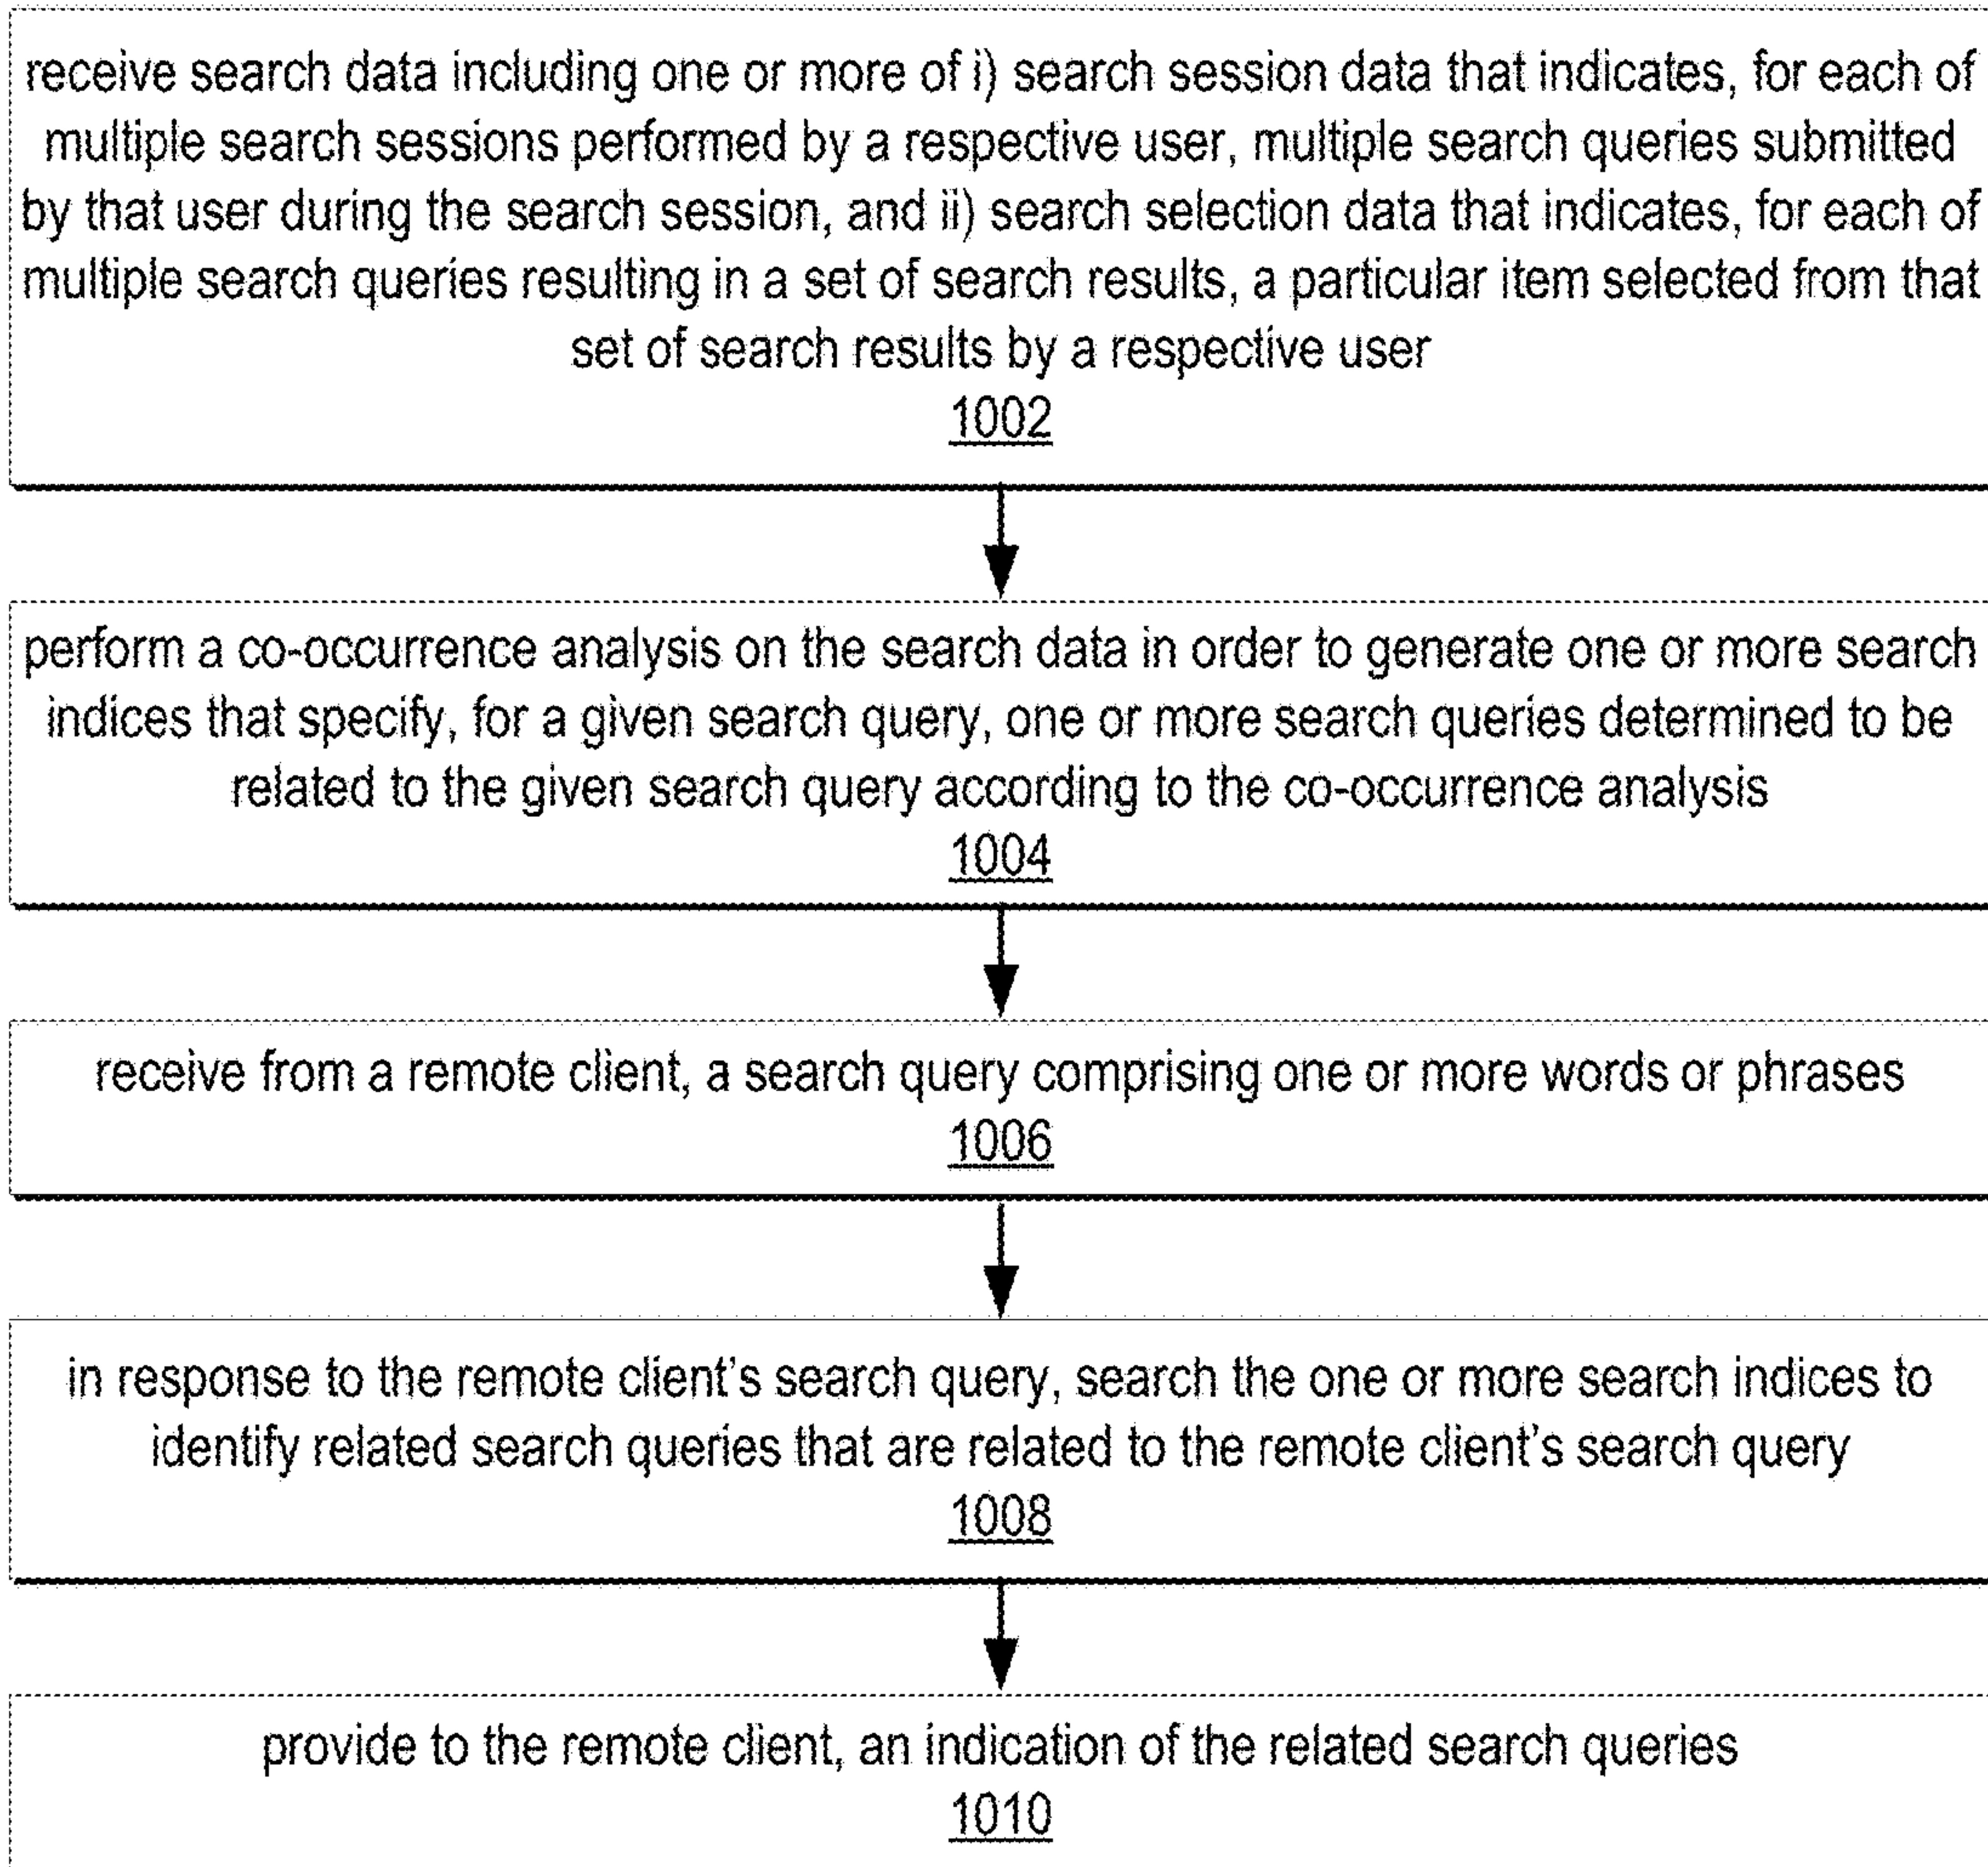 receive search data including one or more of i) search session data that indicates, for each of
multiple search sessions performed by a respective user, multiple search queries submitted
by that user during the search session, and ii) search selection data that indicates, for each of
multiple search queries resulting in a set of search results, a particular item selected from that
set of search results by a respective user
1002
perform a co-occurrence analysis on the search data in order to generate one or more search
indices that specify, for a given search query, one or more search queries determined to be
related to the given search query according to the co-occurrence analysis
1004
receive from a remote client, a search query comprising one or more words or phrases
1006
in response to the remote client's search query, search the one or more search indices to
identify related search queries that are related to the remote client's search query
1008
provide to the remote client, an indication of the related search queries
1010